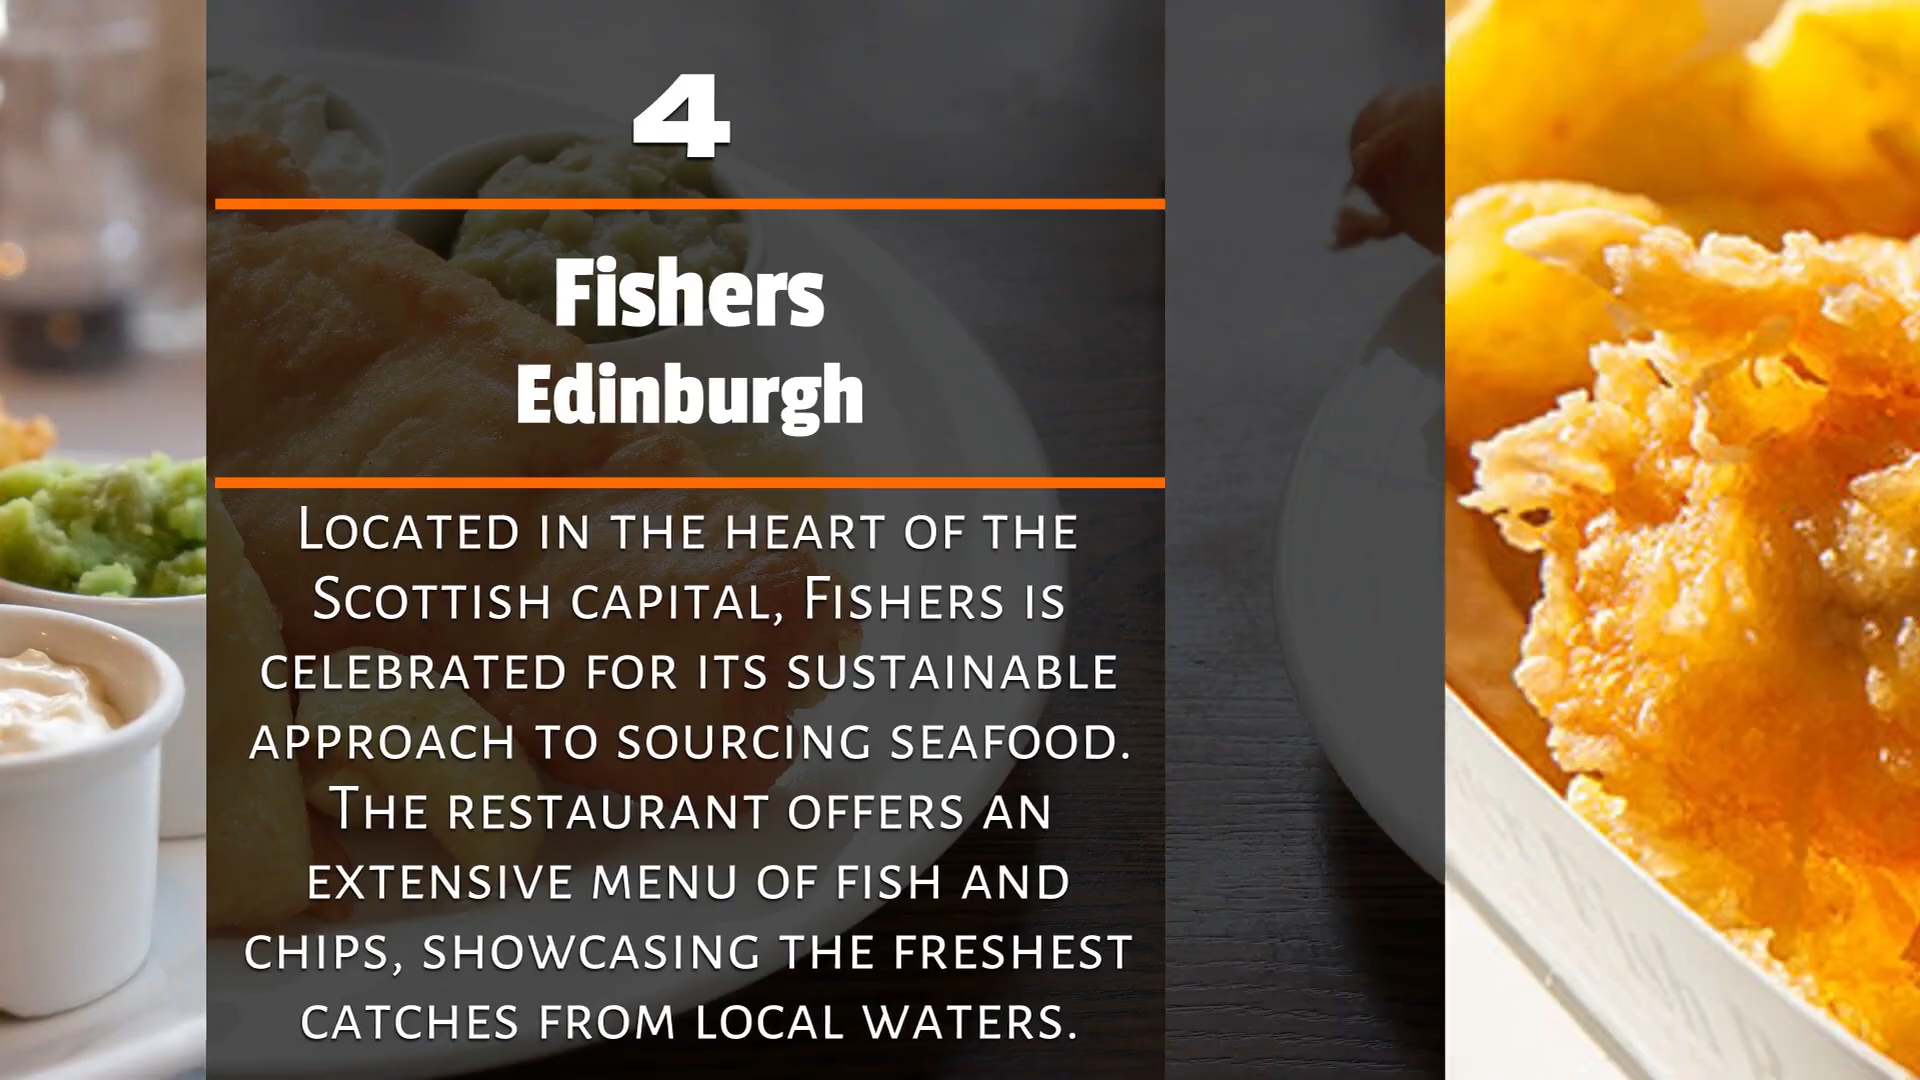 4
Fishers
Edinburgh
Located in the heart of the
Scottish capital, Fishers is
celebrated for its sustainable
approach to sourcing seafood.
The restaurant offers an
extensive menu of fish and
chips, showcasing the freshest
catches from local waters.